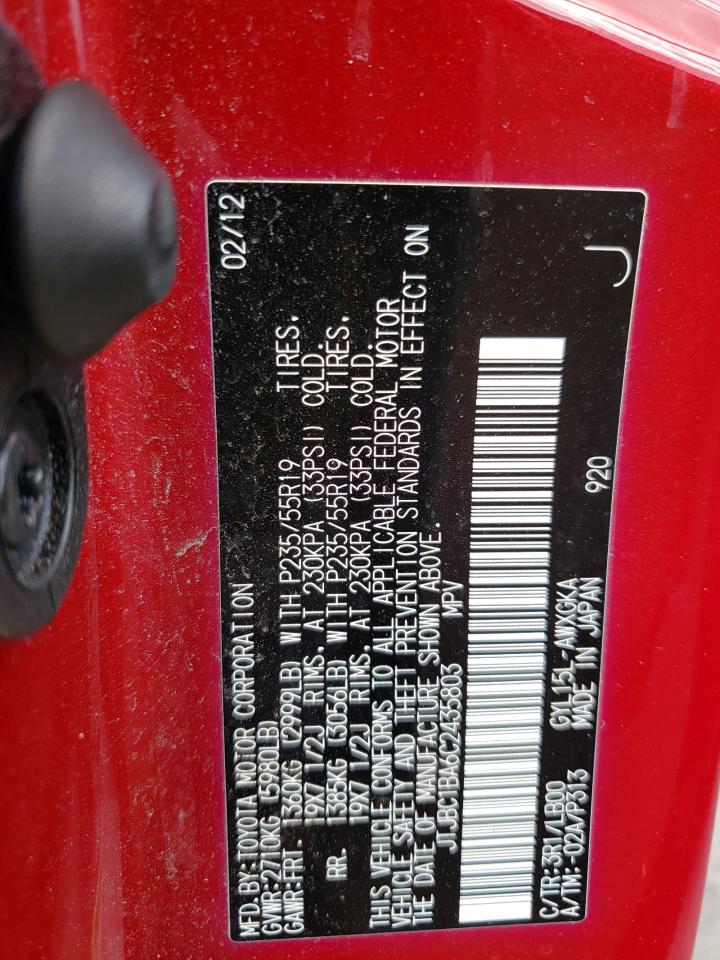 MFD.BY:TOYOTA MOTOR CORPORATION 02/12
GVWR:2710KG (5980LB)
GAWR:FRT. 1360KG (2999LB) WITH P235/55R19 TIRES,
19X7 1/2J RIMS, AT 230KPA (33PSI) COLD.
RR. 1385KG (3056LB) WITH P235/55R19 TIRES,
19X7 1/2J RIMS, AT 230KPA (33PSI) COLD.
THIS VEHICLE CONFORMS TO ALL APPLICABLE FEDERAL MOTOR
VEHICLE SAFETY AND THEFT PREVENTION STANDARDS IN EFFECT ON
THE DATE OF MANUFACTURE SHOWN ABOVE.
JTJBC1BA6C2435803 MPV
C/TR:3R1/LB00 GYL15L-AWXGKA 920
A/TM:-02A/P313 MADE IN JAPAN J